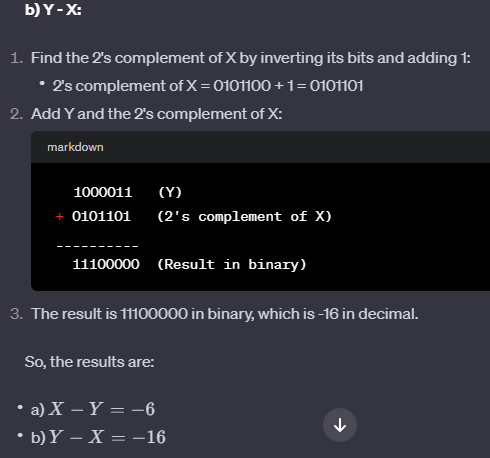 b) Y - X:
1. Find the 2's complement of X by inverting its bits and adding 1:
• 2's complement of X = 0101100 + 1 = 0101101
2. Add Y and the 2's complement of X:
markdown
1000011 (Y)
+ 0101101 (2's complement of X)
----------
11100000 (Result in binary)
3. The result is 11100000 in binary, which is -16 in decimal.
So, the results are:
• a) X − Y = −6
• b) Y − X = −16